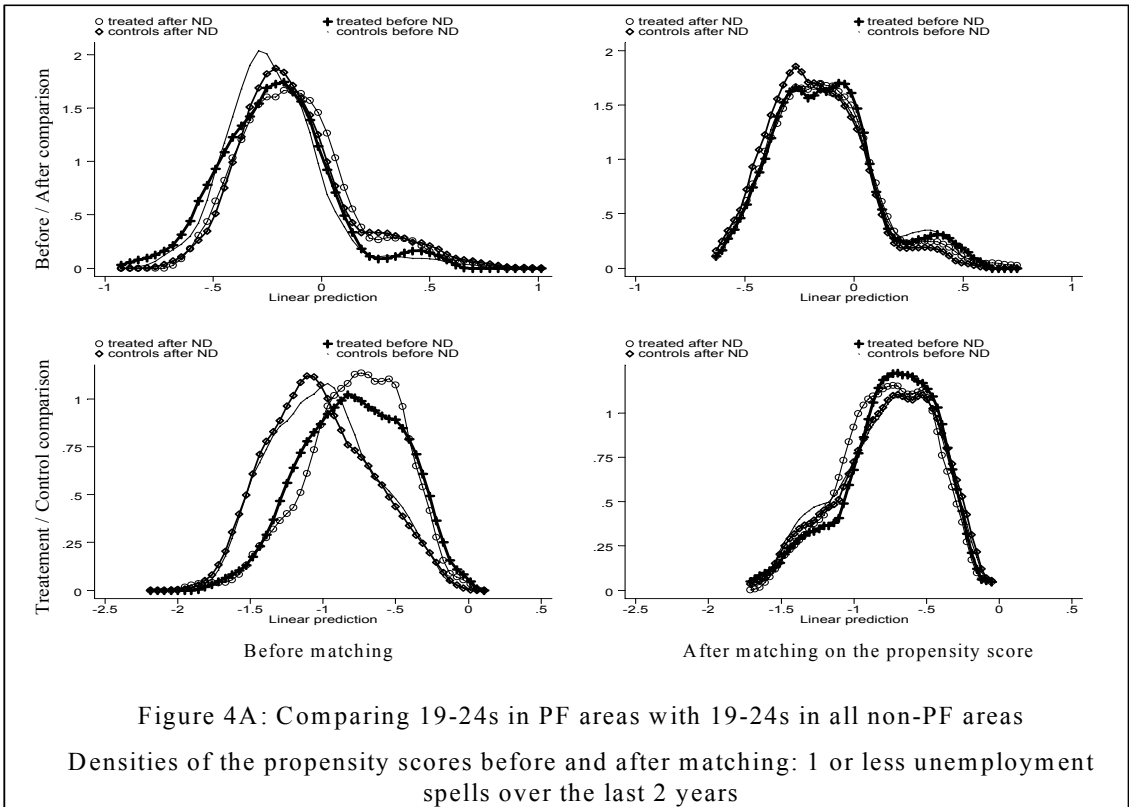 treated after ND
treated before ND
controls after ND
controls before ND
Before / After comparison
2
1.5
1
.5
0
-1
-.5
0
.5
1
Linear prediction
treated after ND
treated before ND
controls after ND
controls before ND
2
1.5
1
.5
0
-1
-.5
0
.5
1
Linear prediction
treated after ND
treated before ND
controls after ND
controls before ND
Treatement / Control comparison
1
.75
.5
.25
0
-2.5
-2
-1.5
-1
-.5
0
.5
Linear prediction
treated after ND
treated before ND
controls after ND
controls before ND
1
.75
.5
.25
0
-2
-1.5
-1
-.5
0
.5
Linear prediction
Before matching
After matching on the propensity score
Figure 4A: Comparing 19-24s in PF areas with 19-24s in all non-PF areas
Densities of the propensity scores before and after matching: 1 or less unemployment
spells over the last 2 years